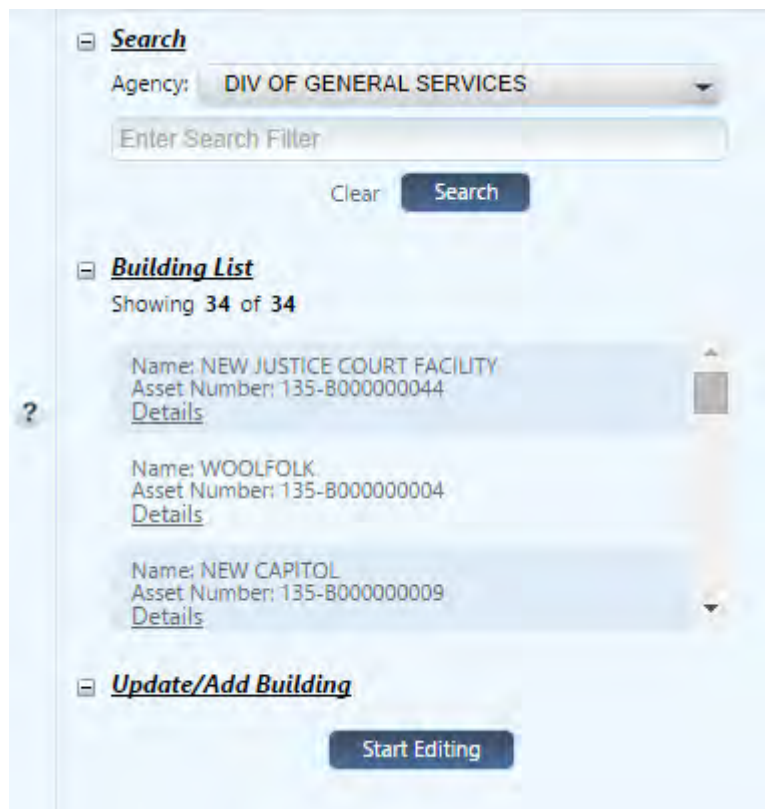 Search
Agency: DIV OF GENERAL SERVICES
Enter Search Filter
Clear Search
Building List
Showing 34 of 34
Name: NEW JUSTICE COURT FACILITY
Asset Number: 135-B000000044
Details
?
Name: WOOLFOLK
Asset Number: 135-B000000004
Details
Name: NEW CAPITOL
Asset Number: 135-B000000009
Details
Update/Add Building
Start Editing